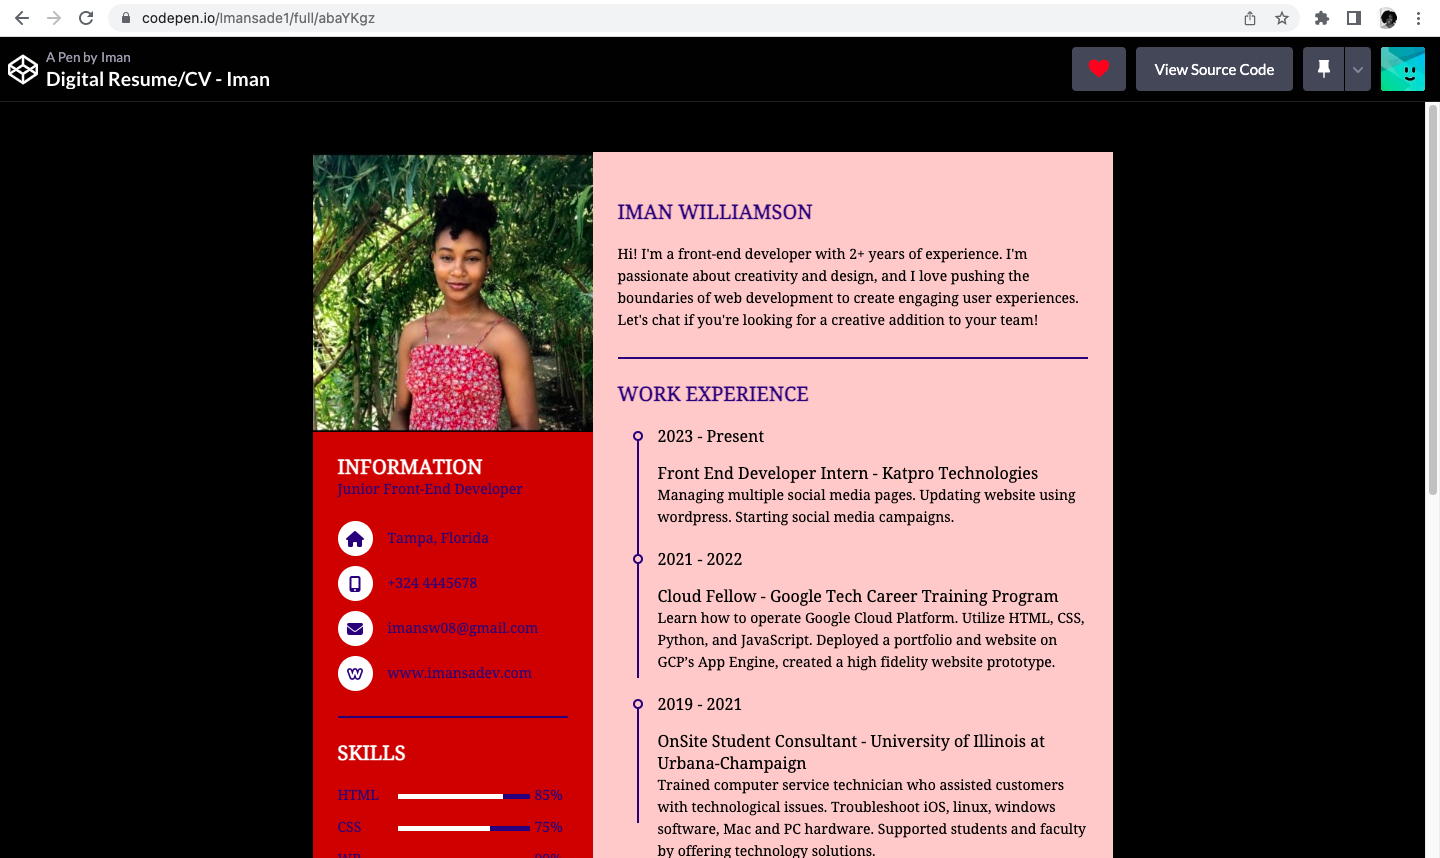 codepen.io/Imansade1/full/abaYKgz
A Pen by Iman
Digital Resume/CV - Iman
View Source Code
INFORMATION
Junior Front-End Developer
Tampa, Florida
+324 4445678
imansw08@gmail.com
www.imansadev.com
SKILLS
HTML 85%
CSS 75%
IMAN WILLIAMSON
Hi! I'm a front-end developer with 2+ years of experience. I'm
passionate about creativity and design, and I love pushing the
boundaries of web development to create engaging user experiences.
Let's chat if you're looking for a creative addition to your team!
WORK EXPERIENCE
2023 - Present
Front End Developer Intern - Katpro Technologies
Managing multiple social media pages. Updating website using
wordpress. Starting social media campaigns.
2021 - 2022
Cloud Fellow - Google Tech Career Training Program
Learn how to operate Google Cloud Platform. Utilize HTML, CSS,
Python, and JavaScript. Deployed a portfolio and website on
GCP’s App Engine, created a high fidelity website prototype.
2019 - 2021
OnSite Student Consultant - University of Illinois at
Urbana-Champaign
Trained computer service technician who assisted customers
with technological issues. Troubleshoot iOS, linux, windows
software, Mac and PC hardware. Supported students and faculty
by offering technology solutions.